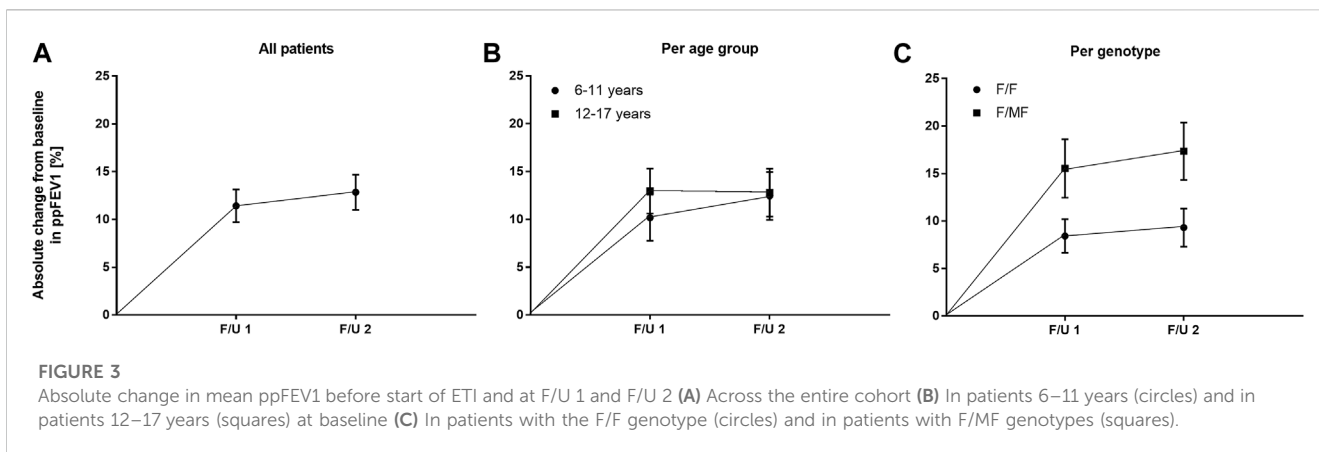 A
All patients
Absolute change from baseline
in ppFEV1 [%]
25
20
15
10
5
0
F/U 1
F/U 2
B
Per age group
6-11 years
12-17 years
25
20
15
10
5
0
F/U 1
F/U 2
C
Per genotype
F/F
F/MF
25
20
15
10
5
0
F/U 1
F/U 2
FIGURE 3
Absolute change in mean ppFEV1 before start of ETI and at F/U 1 and F/U 2 (A) Across the entire cohort (B) In patients 6–11 years (circles) and in
patients 12–17 years (squares) at baseline (C) In patients with the F/F genotype (circles) and in patients with F/MF genotypes (squares).